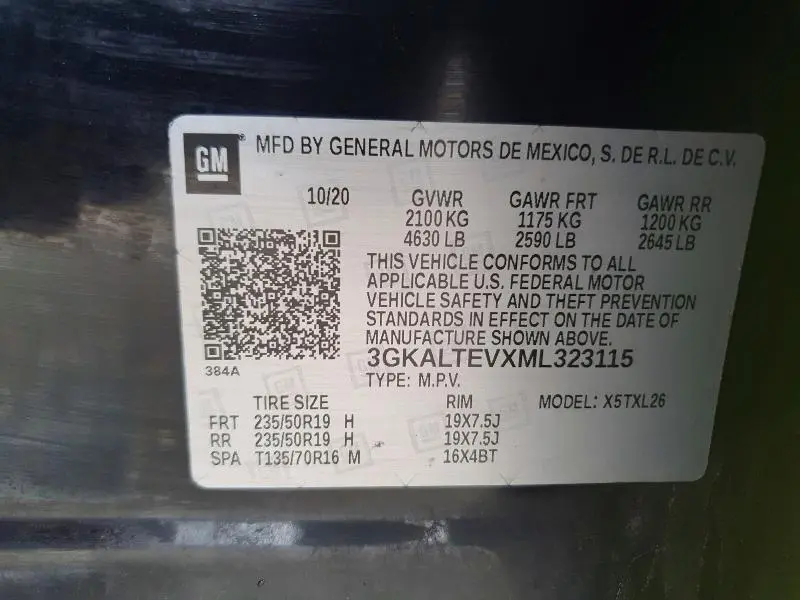 GM
MFD BY GENERAL MOTORS DE MEXICO, S. DE R.L. DE C.V.
10/20 GVWR GAWR FRT GAWR RR
2100 KG 1175 KG 1200 KG
4630 LB 2590 LB 2645 LB
THIS VEHICLE CONFORMS TO ALL
APPLICABLE U.S. FEDERAL MOTOR
VEHICLE SAFETY AND THEFT PREVENTION
STANDARDS IN EFFECT ON THE DATE OF
MANUFACTURE SHOWN ABOVE.
3GKALTEVXML323115
384A
TYPE: M.P.V.
TIRE SIZE RIM MODEL: X5TXL26
FRT 235/50R19 H 19X7.5J
RR 235/50R19 H 19X7.5J
SPA T135/70R16 M 16X4BT